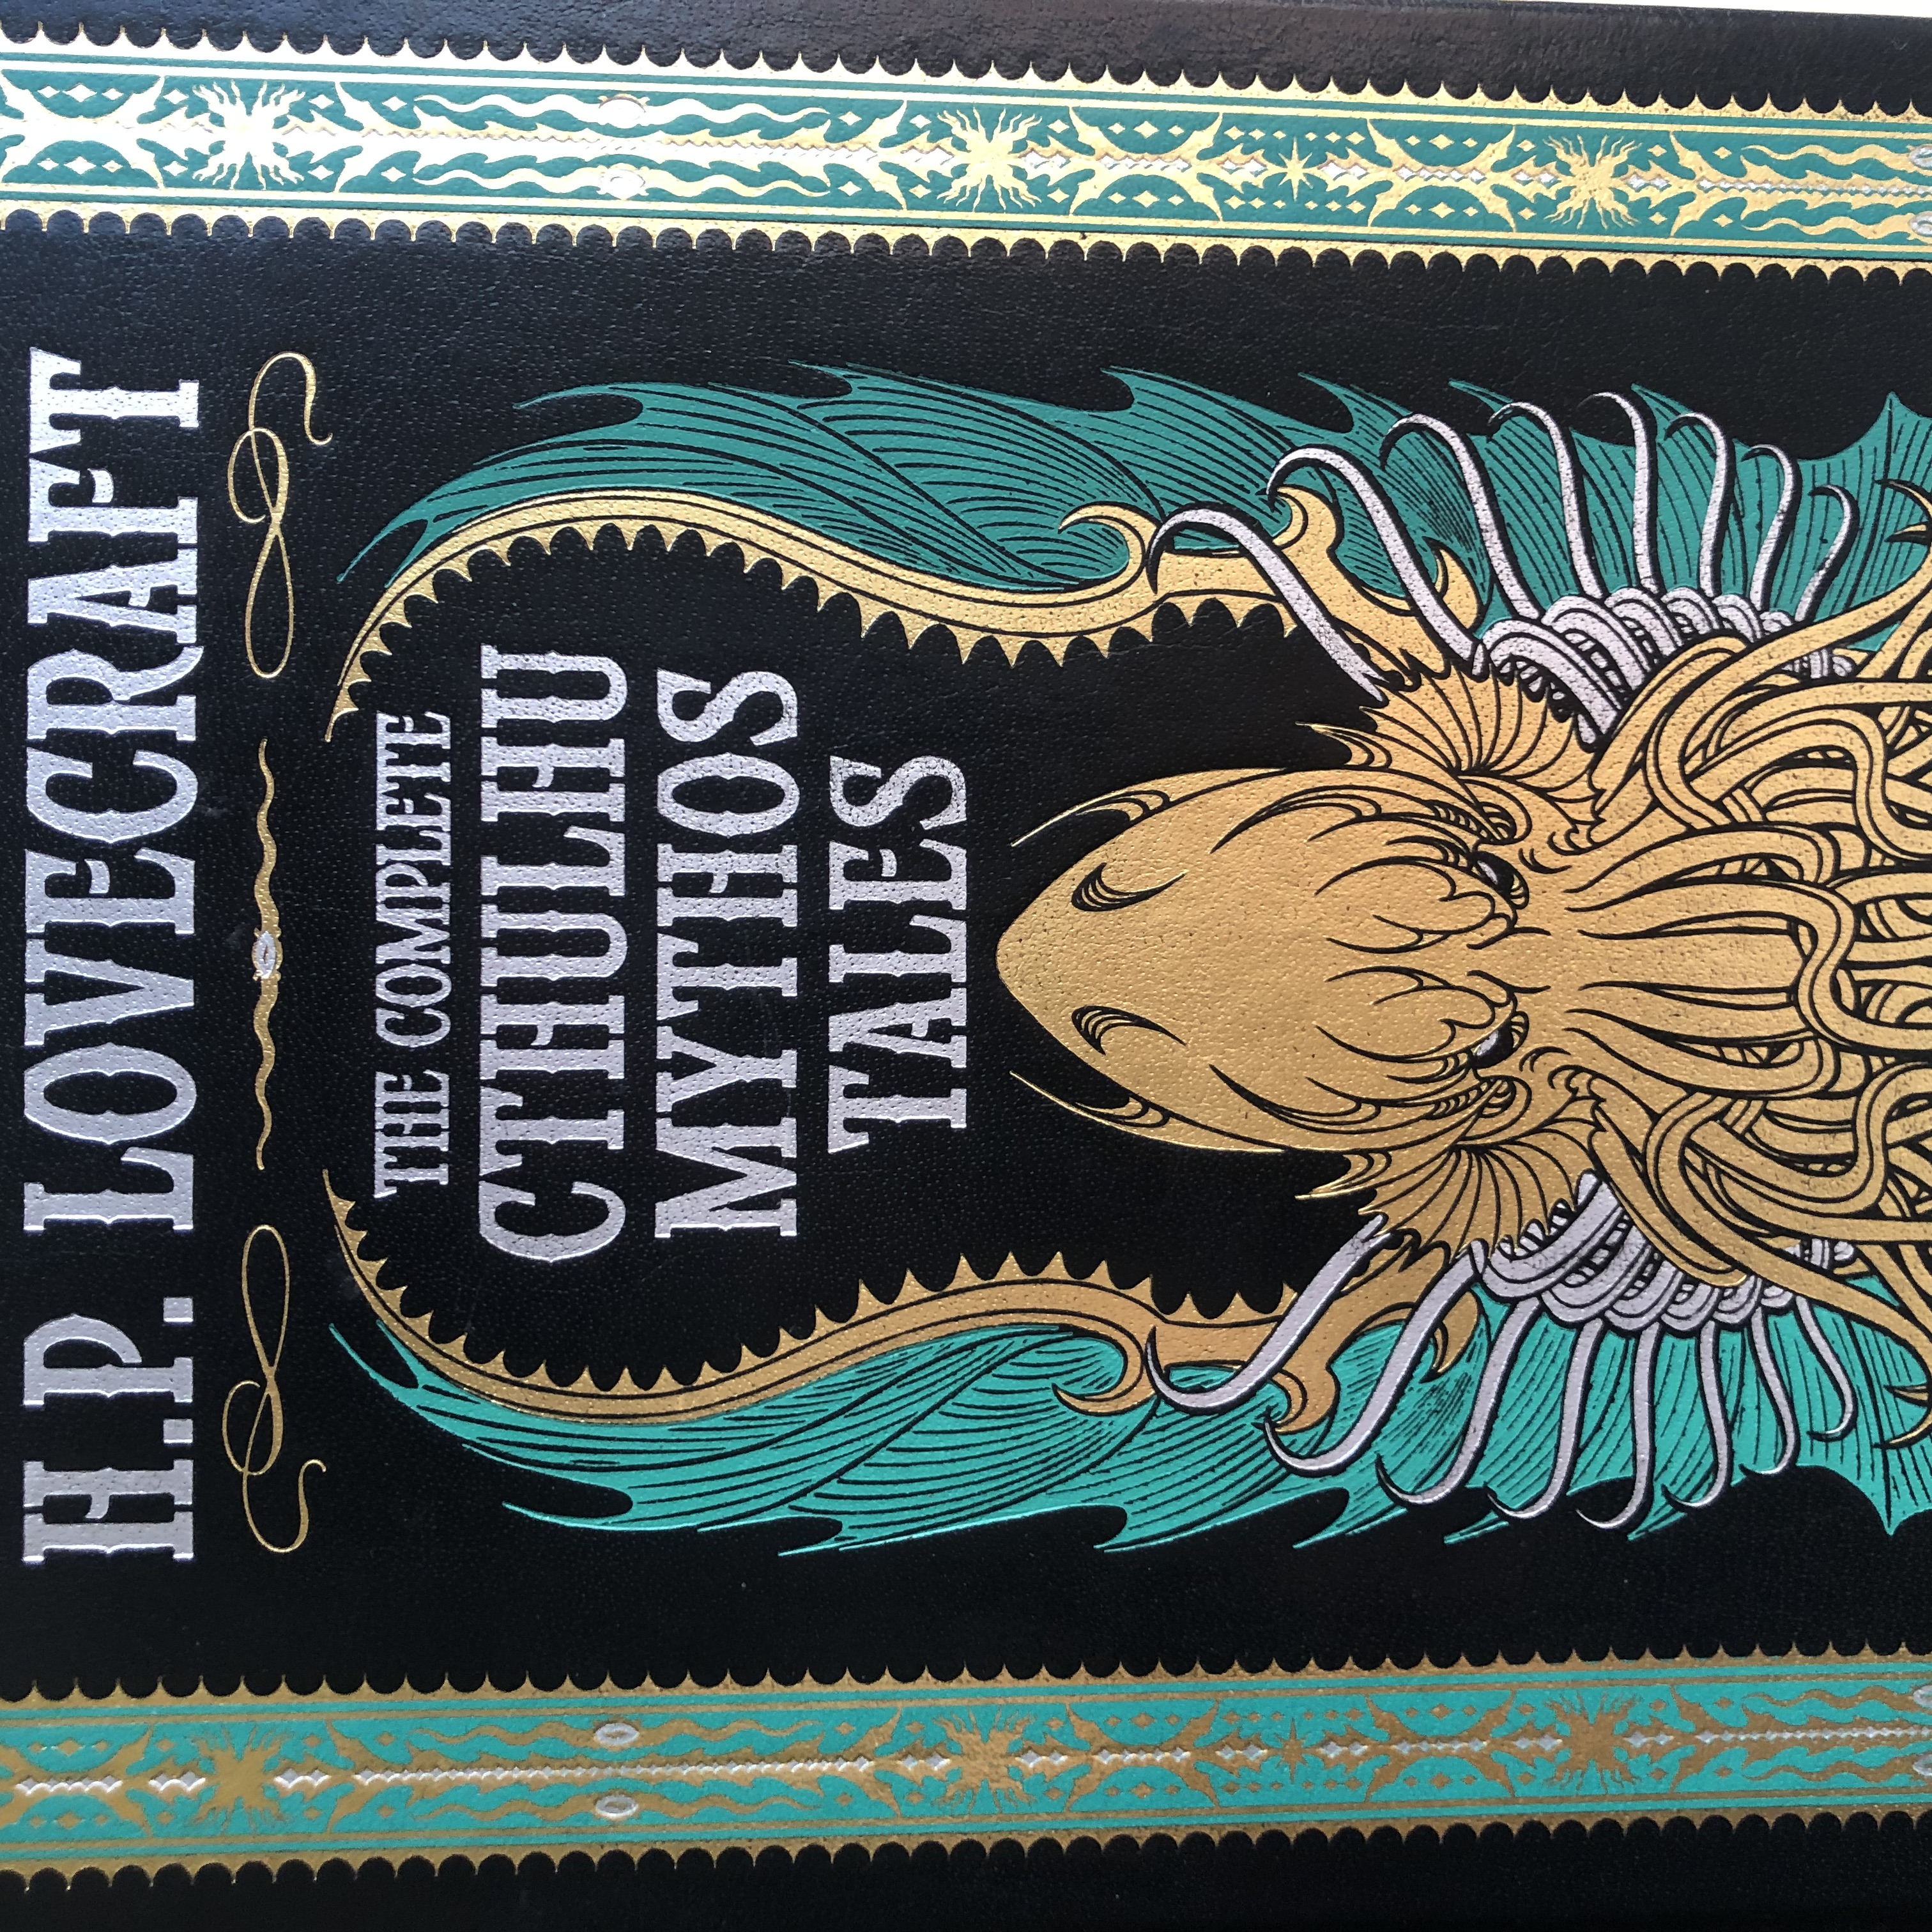 H.P. LOVECRAFT
THE COMPLETE
CTHULHU
MYTHOS
TALES